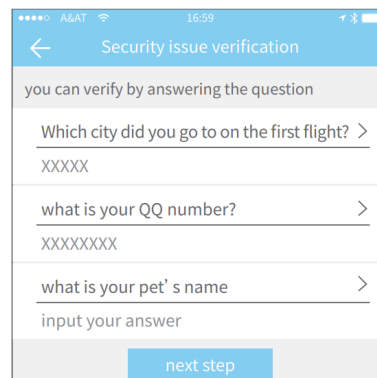 A&AT 16:59
Security issue verification
you can verify by answering the question
Which city did you go to on the first flight?
XXXXX
what is your QQ number?
XXXXXXXX
what is your pet’s name
input your answer
next step